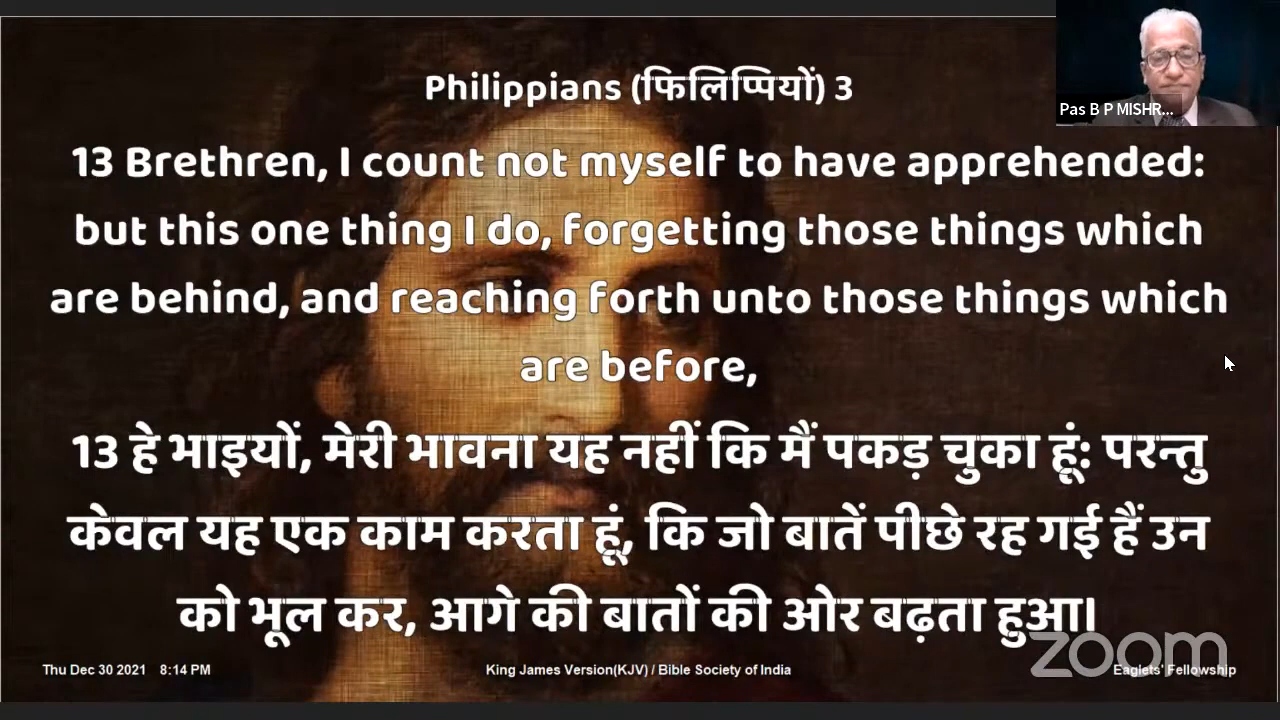 Philippians (फिलिप्पियों) 3
Pas B P MISHR...
13 Brethren, I count not myself to have apprehended:
but this one thing I do, forgetting those things which
are behind, and reaching forth unto those things which
are before,
13 हे भाइयों, मेरी भावना यह नहीं कि मैं पकड़ चुका हूं: परन्तु
केवल यह एक काम करता हूं, कि जो बातें पीछे रह गई हैं उन
को भूल कर, आगे की बातों की ओर बढ़ता हुआ।
zoom
Thu Dec 30 2021 8:14 PM King James Version(KJV) / Bible Society of India Eaglets' Fellowship